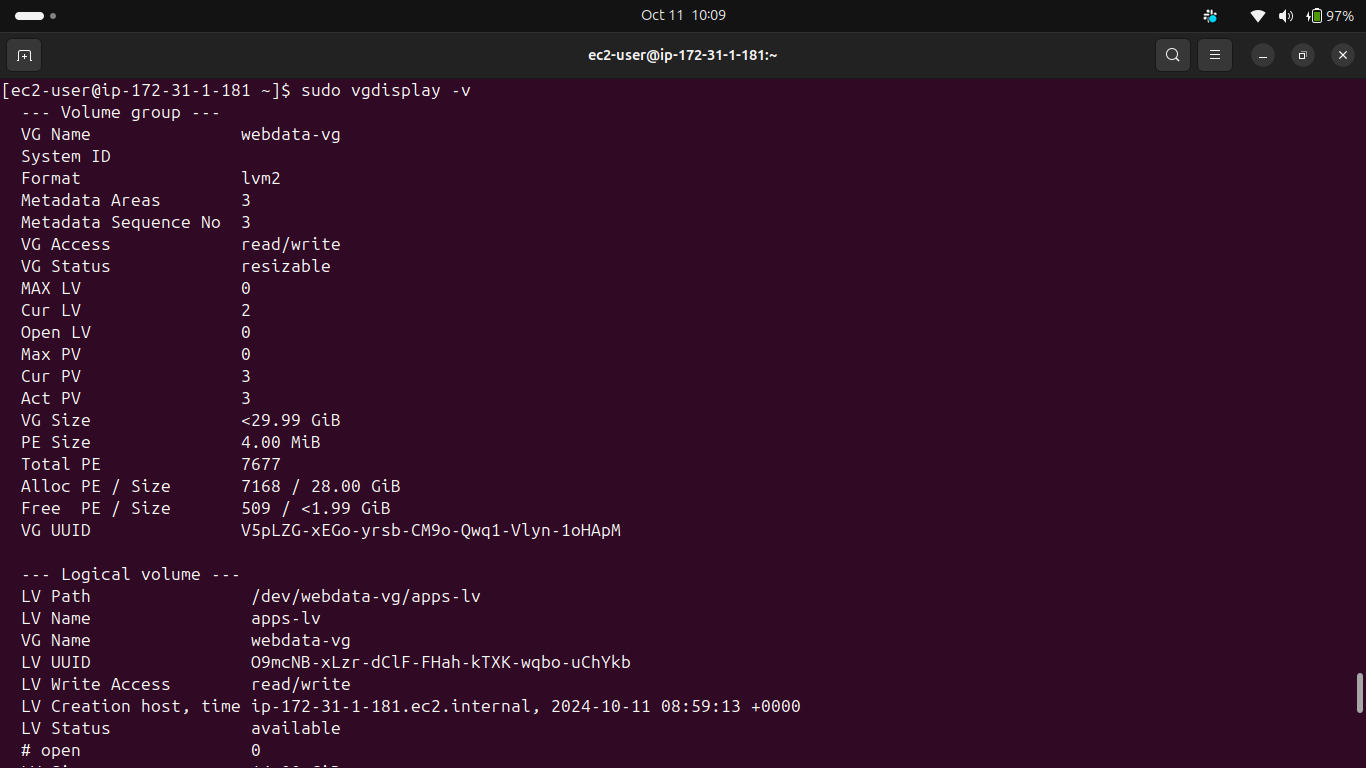 Oct 11 10:09
97%
ec2-user@ip-172-31-1-181:~
[ec2-user@ip-172-31-1-181 ~]$ sudo vgdisplay -v
--- Volume group ---
VG Name webdata-vg
System ID
Format lvm2
Metadata Areas 3
Metadata Sequence No 3
VG Access read/write
VG Status resizable
MAX LV 0
Cur LV 2
Open LV 0
Max PV 0
Cur PV 3
Act PV 3
VG Size <29.99 GiB
PE Size 4.00 MiB
Total PE 7677
Alloc PE / Size 7168 / 28.00 GiB
Free  PE / Size 509 / <1.99 GiB
VG UUID V5pLZG-xEGo-yrsb-CM9o-Qwq1-Vlyn-1oHApM
--- Logical volume ---
LV Path /dev/webdata-vg/apps-lv
LV Name apps-lv
VG Name webdata-vg
LV UUID O9mcNB-xLzr-dClF-FHah-kTXK-wqbo-uChYkb
LV Write Access read/write
LV Creation host, time ip-172-31-1-181.ec2.internal, 2024-10-11 08:59:13 +0000
LV Status available
# open 0